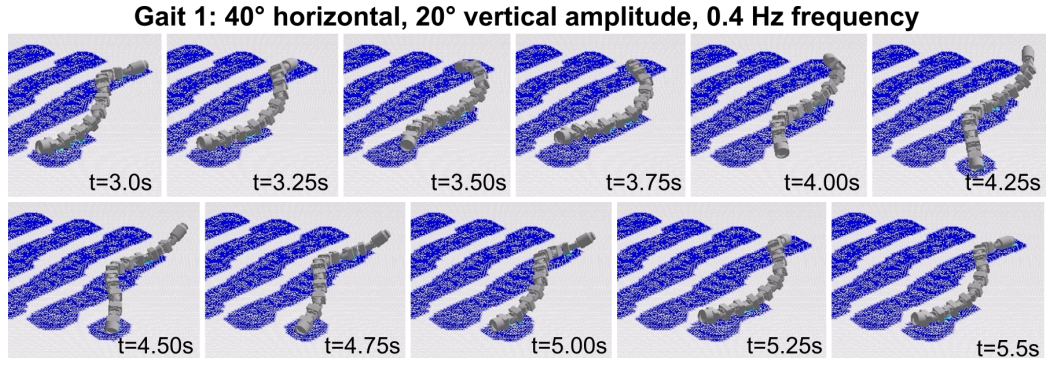 Gait 1: 40° horizontal, 20° vertical amplitude, 0.4 Hz frequency
t=3.0s
t=3.25s
t=3.50s
t=3.75s
t=4.00s
t=4.25s
t=4.50s
t=4.75s
t=5.00s
t=5.25s
t=5.5s